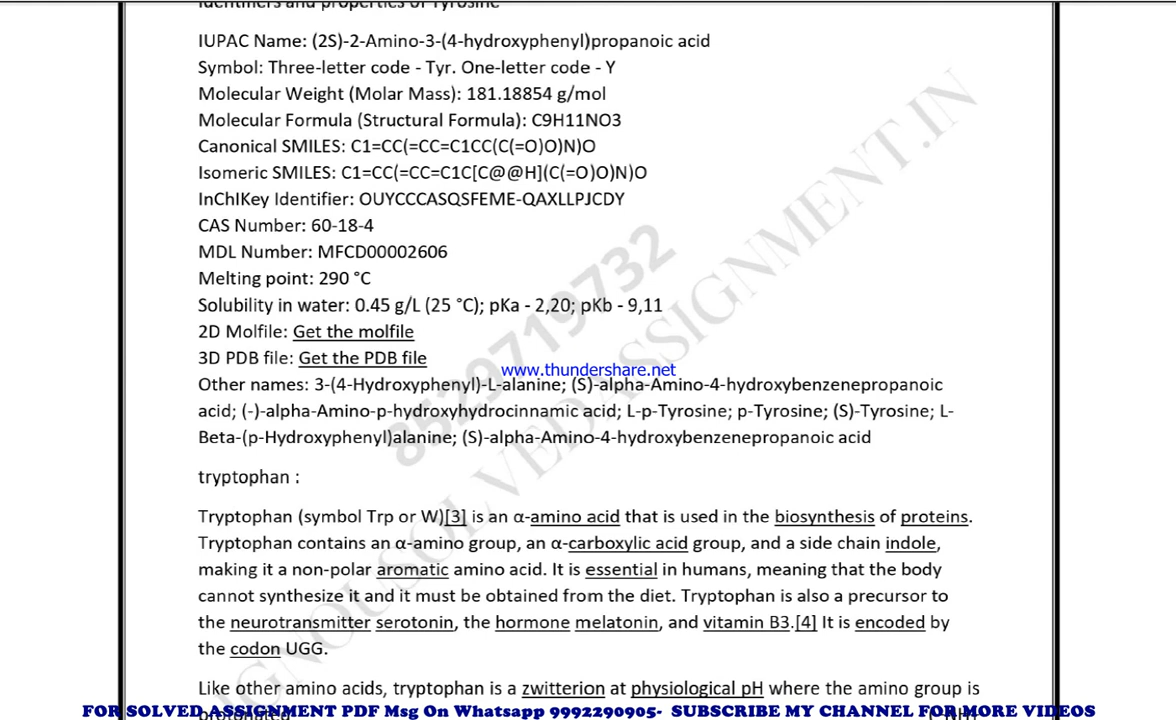 Identifiers and properties of Tyrosine
IUPAC Name: (2S)-2-Amino-3-(4-hydroxyphenyl)propanoic acid
Symbol: Three-letter code - Tyr. One-letter code - Y
Molecular Weight (Molar Mass): 181.18854 g/mol
Molecular Formula (Structural Formula): C9H11NO3
Canonical SMILES: C1=CC(=CC=C1CC(C(=O)O)N)O
Isomeric SMILES: C1=CC(=CC=C1C[C@@H](C(=O)O)N)O
InChIKey Identifier: OUYCCCASQSFEME-QAXLLPJCDY
CAS Number: 60-18-4
MDL Number: MFCD00002606
Melting point: 290 °C
Solubility in water: 0.45 g/L (25 °C); pKa - 2,20; pKb - 9,11
2D Molfile: Get the molfile
3D PDB file: Get the PDB file
www.thundershare.net
Other names: 3-(4-Hydroxyphenyl)-L-alanine; (S)-alpha-Amino-4-hydroxybenzenepropanoic
acid; (-)-alpha-Amino-p-hydroxyhydrocinnamic acid; L-p-Tyrosine; p-Tyrosine; (S)-Tyrosine; L-
Beta-(p-Hydroxyphenyl)alanine; (S)-alpha-Amino-4-hydroxybenzenepropanoic acid
tryptophan :
Tryptophan (symbol Trp or W)[3] is an α-amino acid that is used in the biosynthesis of proteins.
Tryptophan contains an α-amino group, an α-carboxylic acid group, and a side chain indole,
making it a non-polar aromatic amino acid. It is essential in humans, meaning that the body
cannot synthesize it and it must be obtained from the diet. Tryptophan is also a precursor to
the neurotransmitter serotonin, the hormone melatonin, and vitamin B3.[4] It is encoded by
the codon UGG.
Like other amino acids, tryptophan is a zwitterion at physiological pH where the amino group is
protonated
FOR SOLVED ASSIGNMENT PDF Msg On Whatsapp 9992290905- SUBSCRIBE MY CHANNEL FOR MORE VIDEOS
8529719732
IGNOUSOLVEDASSIGNMENT.IN